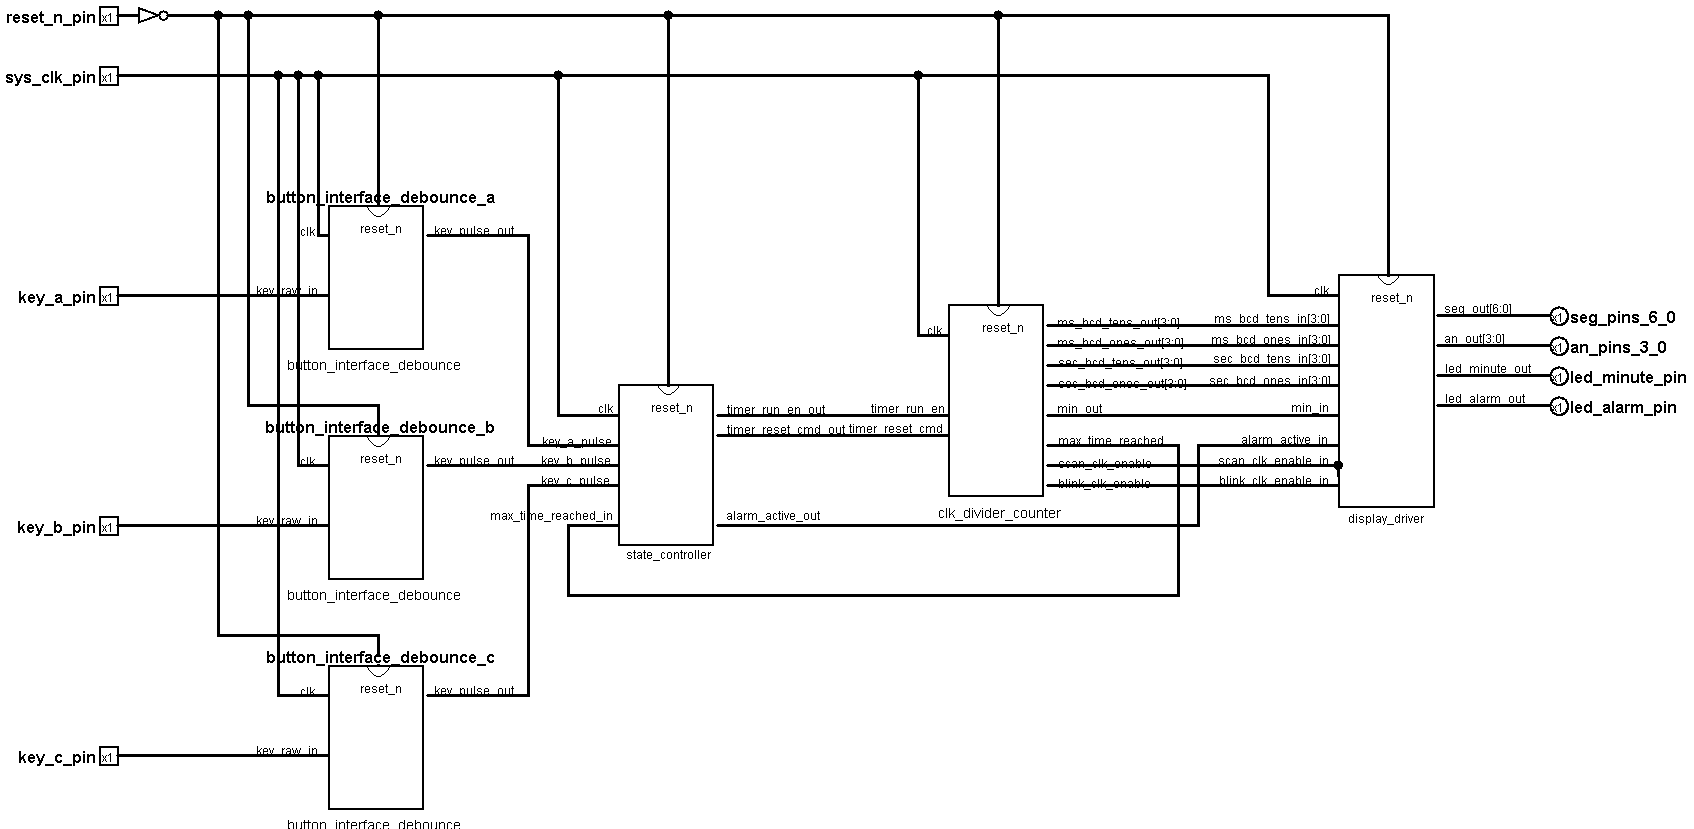 reset_n_pin x1
sys_clk_pin x1
button_interface_debounce_a
reset_n
clk
key_pulse_out
key_a_pin x1
key_raw_in
button_interface_debounce
button_interface_debounce_b
reset_n
clk
key_pulse_out
key_b_pin x1
key_raw_in
button_interface_debounce
button_interface_debounce_c
reset_n
clk
key_pulse_out
key_c_pin x1
key_raw_in
button_interface_debounce
reset_n
clk
key_a_pulse
key_b_pulse
key_c_pulse
max_time_reached_in
timer_run_en_out
timer_reset_cmd_out
alarm_active_out
state_controller
reset_n
clk
timer_run_en
timer_reset_cmd
ms_bcd_tens_out[3:0]
ms_bcd_ones_out[3:0]
sec_bcd_tens_out[3:0]
sec_bcd_ones_out[3:0]
min_out
max_time_reached
scan_clk_enable
blink_clk_enable
clk_divider_counter
reset_n
clk
ms_bcd_tens_in[3:0]
ms_bcd_ones_in[3:0]
sec_bcd_tens_in[3:0]
sec_bcd_ones_in[3:0]
min_in
alarm_active_in
scan_clk_enable_in
blink_clk_enable_in
seg_out[6:0]
an_out[3:0]
led_minute_out
led_alarm_out
display_driver
x1 seg_pins_6_0
x1 an_pins_3_0
x1 led_minute_pin
x1 led_alarm_pin